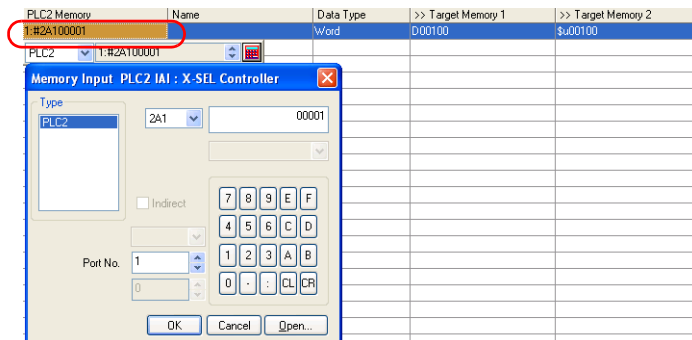 PLC2 Memory Name Data Type >> Target Memory 1 >> Target Memory 2
1:#2A100001 Word D00100 $u00100
PLC2 1:#2A100001
Memory Input PLC2 IAI : X-SEL Controller
Type
PLC2
2A1 00001
Indirect
7 8 9 E F
4 5 6 C D
Port No. 1
1 2 3 A B
0
0 · : CL CR
OK Cancel Open...